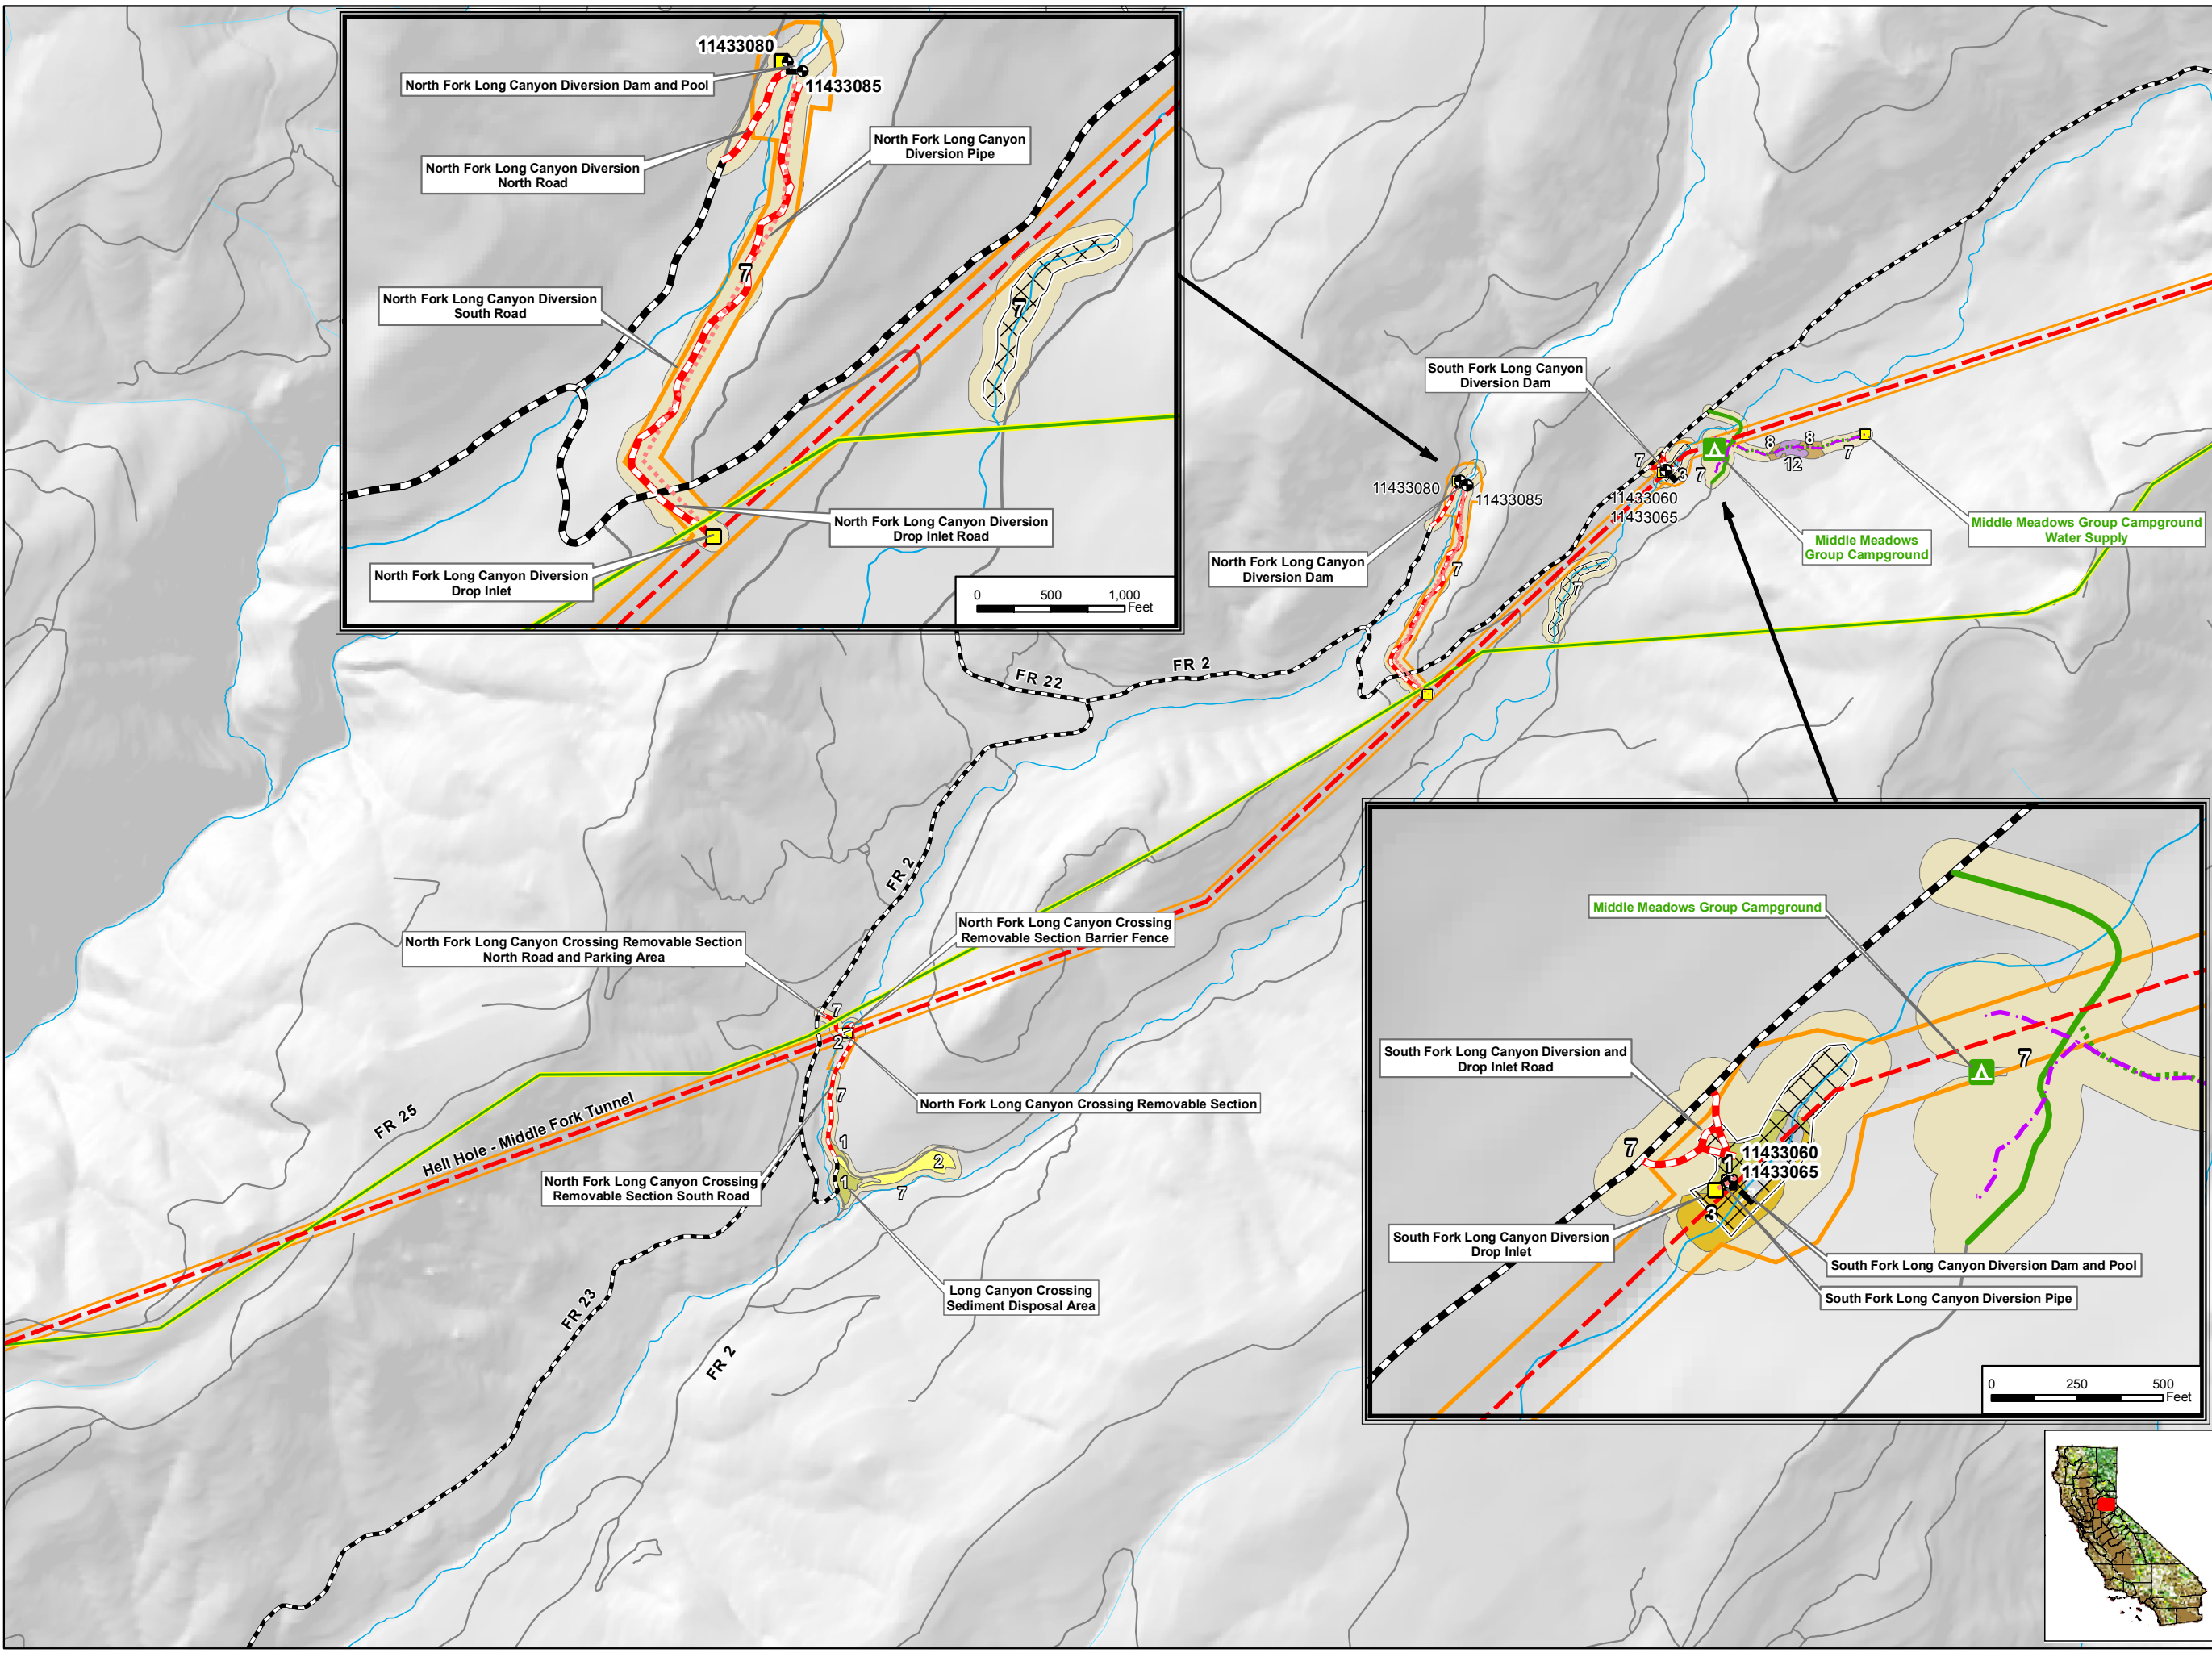 11433080
North Fork Long Canyon Diversion Dam and Pool
11433085
North Fork Long Canyon
Diversion Pipe
North Fork Long Canyon Diversion
North Road
7
7
North Fork Long Canyon Diversion
South Road
North Fork Long Canyon Diversion
Drop Inlet Road
North Fork Long Canyon Diversion
Drop Inlet
0 500 1,000
Feet
South Fork Long Canyon
Diversion Dam
7
3
7
8
8
12
7
11433080
11433085
11433060
11433065
Middle Meadows Group Campground
Water Supply
Middle Meadows
Group Campground
North Fork Long Canyon
Diversion Dam
7
7
FR 2
FR 22
FR 2
North Fork Long Canyon Crossing
Removable Section Barrier Fence
North Fork Long Canyon Crossing Removable Section
North Road and Parking Area
7
2
7
North Fork Long Canyon Crossing Removable Section
FR 25
Hell Hole - Middle Fork Tunnel
1
2
1
7
North Fork Long Canyon Crossing
Removable Section South Road
Long Canyon Crossing
Sediment Disposal Area
FR 23
FR 2
Middle Meadows Group Campground
South Fork Long Canyon Diversion and
Drop Inlet Road
7
7
1
11433060
11433065
3
South Fork Long Canyon Diversion
Drop Inlet
South Fork Long Canyon Diversion Dam and Pool
South Fork Long Canyon Diversion Pipe
0 250 500
Feet